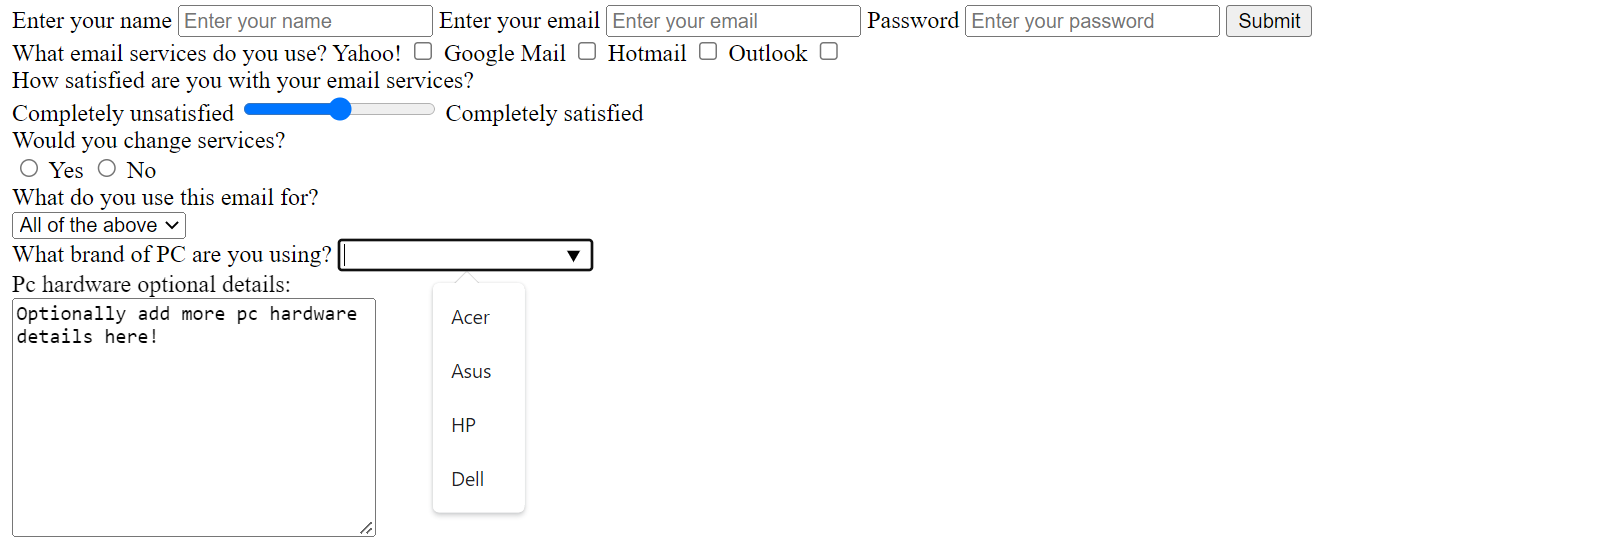 Enter your name Enter your name Enter your email Enter your email Password Enter your password Submit
What email services do you use? Yahoo! Google Mail Hotmail Outlook
How satisfied are you with your email services?
Completely unsatisfied Completely satisfied
Would you change services?
Yes No
What do you use this email for?
All of the above
What brand of PC are you using?
Pc hardware optional details:
Optionally add more pc hardware
details here!
Acer
Asus
HP
Dell